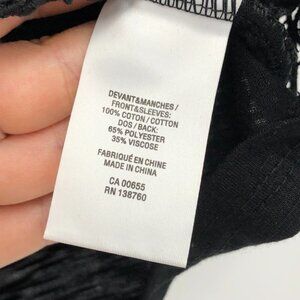 DEVANT&MANCHES/
FRONT&SLEEVES:
100% COTON/COTTON
DOS/BACK:
65% POLYESTER
35% VISCOSE
FABRIQUÉ EN CHINE
MADE IN CHINA
CA 00655
RN 138760